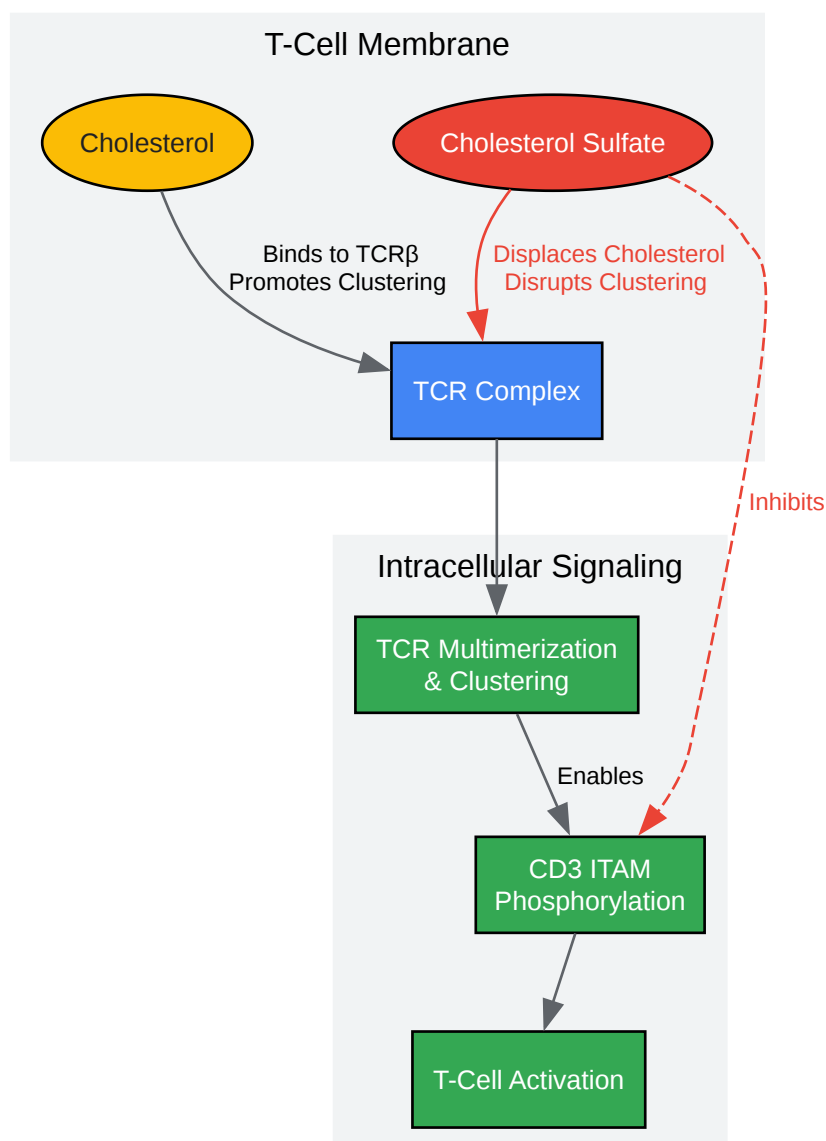 T-Cell Membrane
Cholesterol
Cholesterol Sulfate
Binds to TCRβ
Promotes Clustering
Displaces Cholesterol
Disrupts Clustering
TCR Complex
Inhibits
Intracellular Signaling
TCR Multimerization
& Clustering
Enables
CD3 ITAM
Phosphorylation
T-Cell Activation